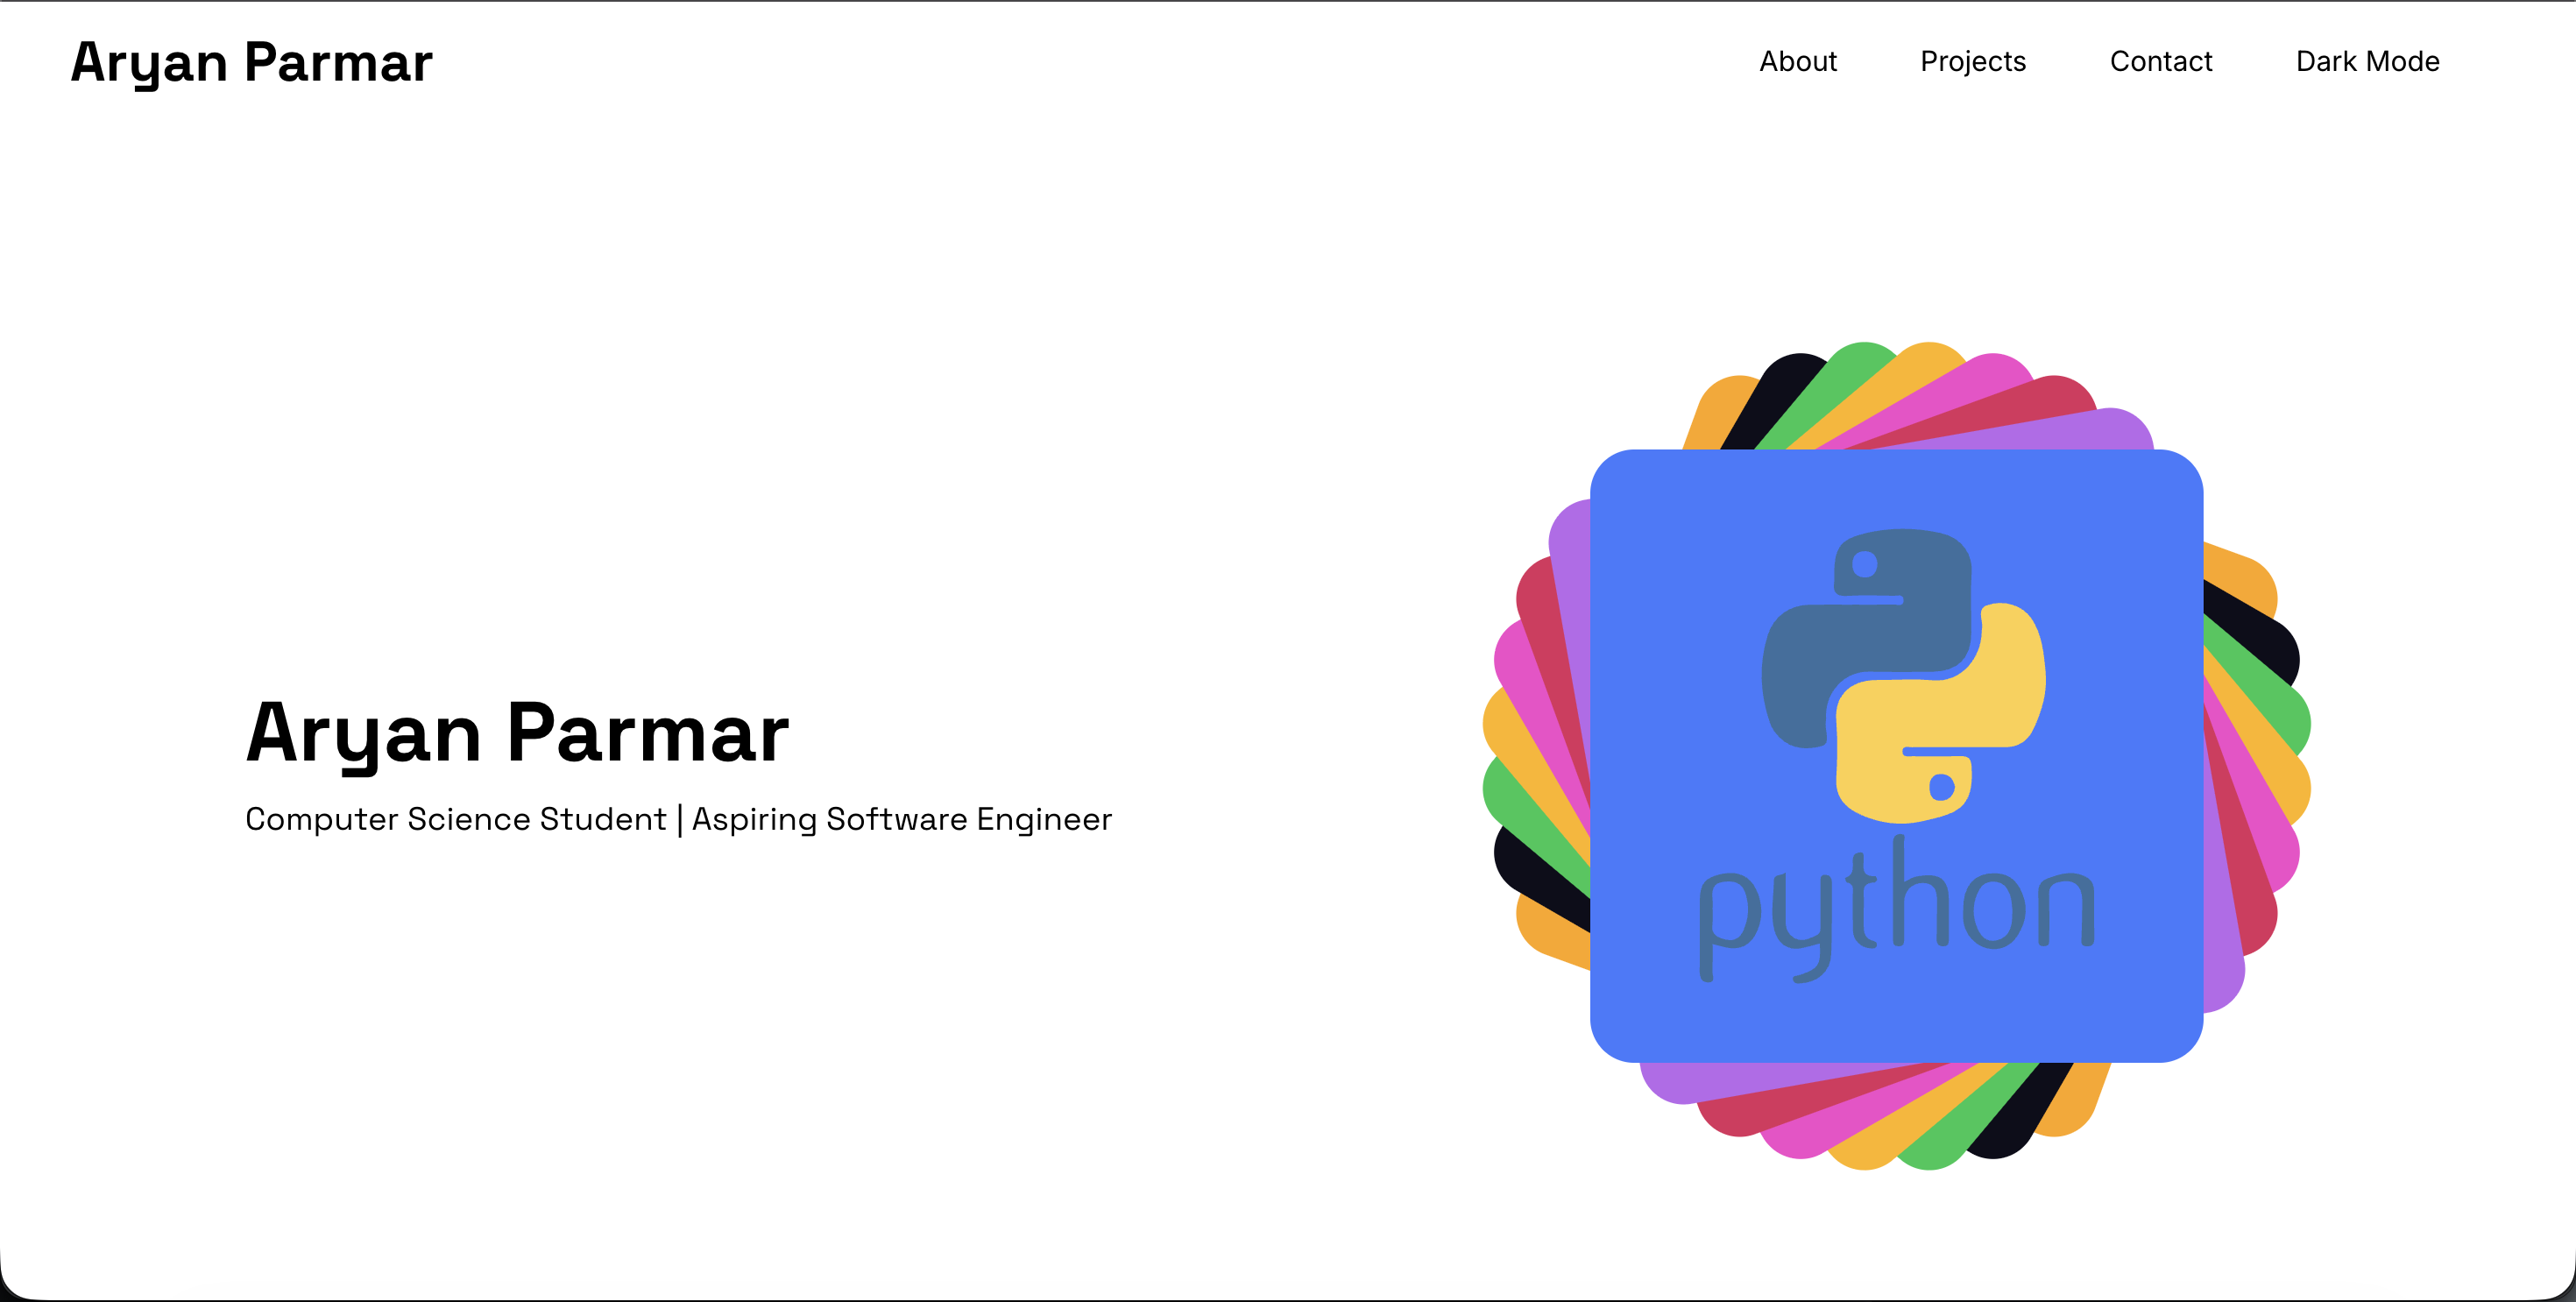 Aryan Parmar
About Projects Contact Dark Mode
Aryan Parmar
Computer Science Student | Aspiring Software Engineer
python